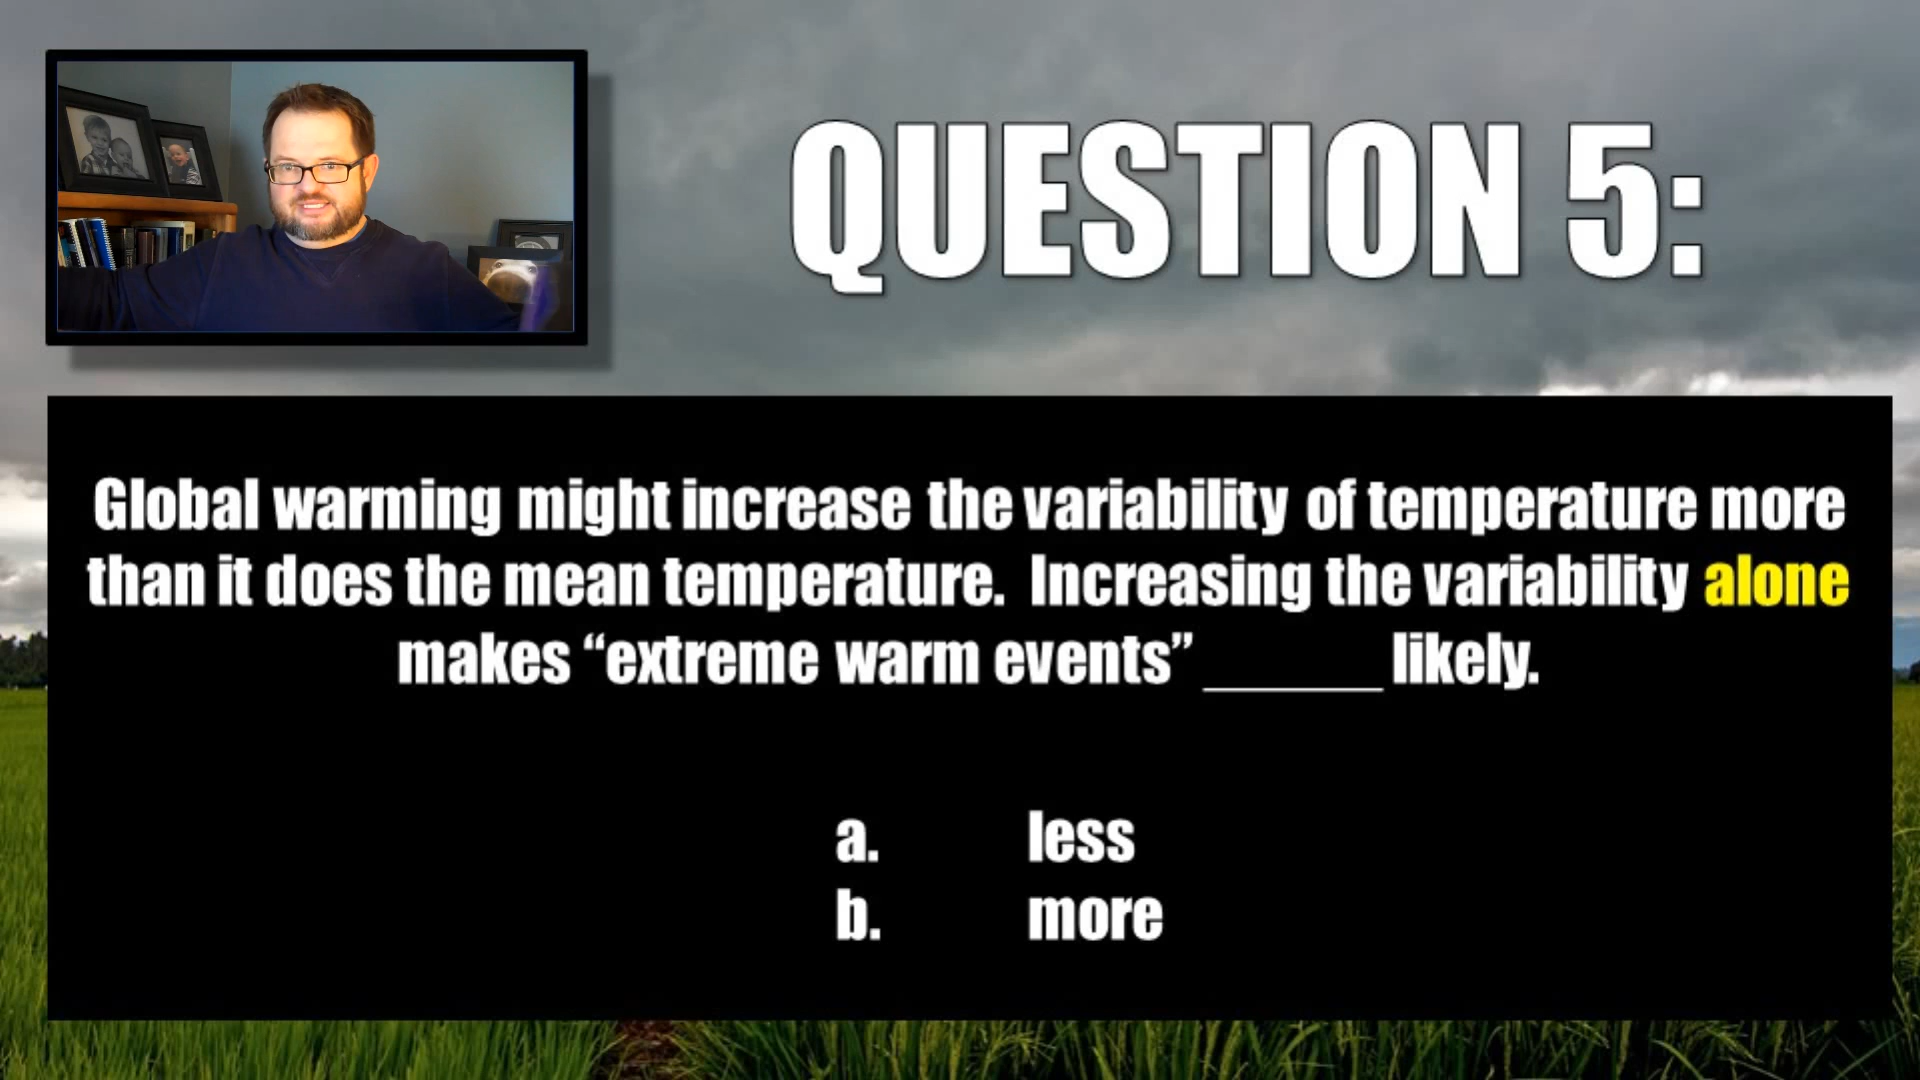 QUESTION 5:
Global warming might increase the variability of temperature more
than it does the mean temperature.  Increasing the variability alone
makes “extreme warm events” ______ likely.
a. less
b. more